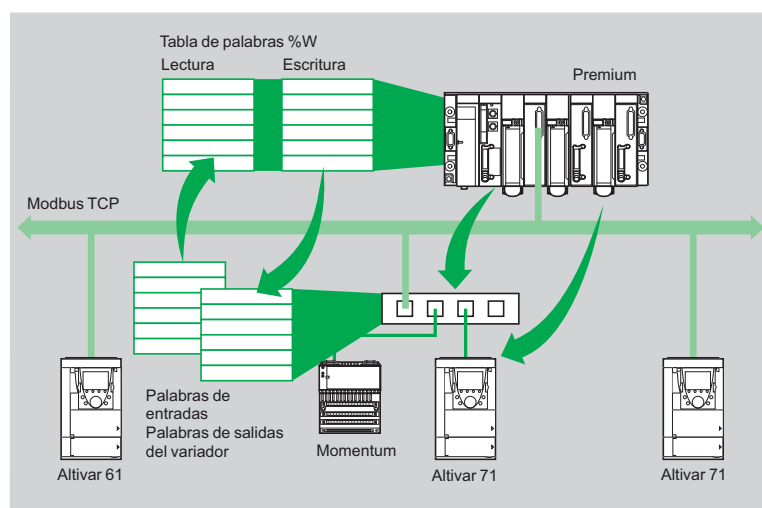 Tabla de palabras %W
Lectura Escritura
Premium
Modbus TCP
Palabras de
entradas
Palabras de salidas
del variador
Momentum
Altivar 61
Altivar 71
Altivar 71